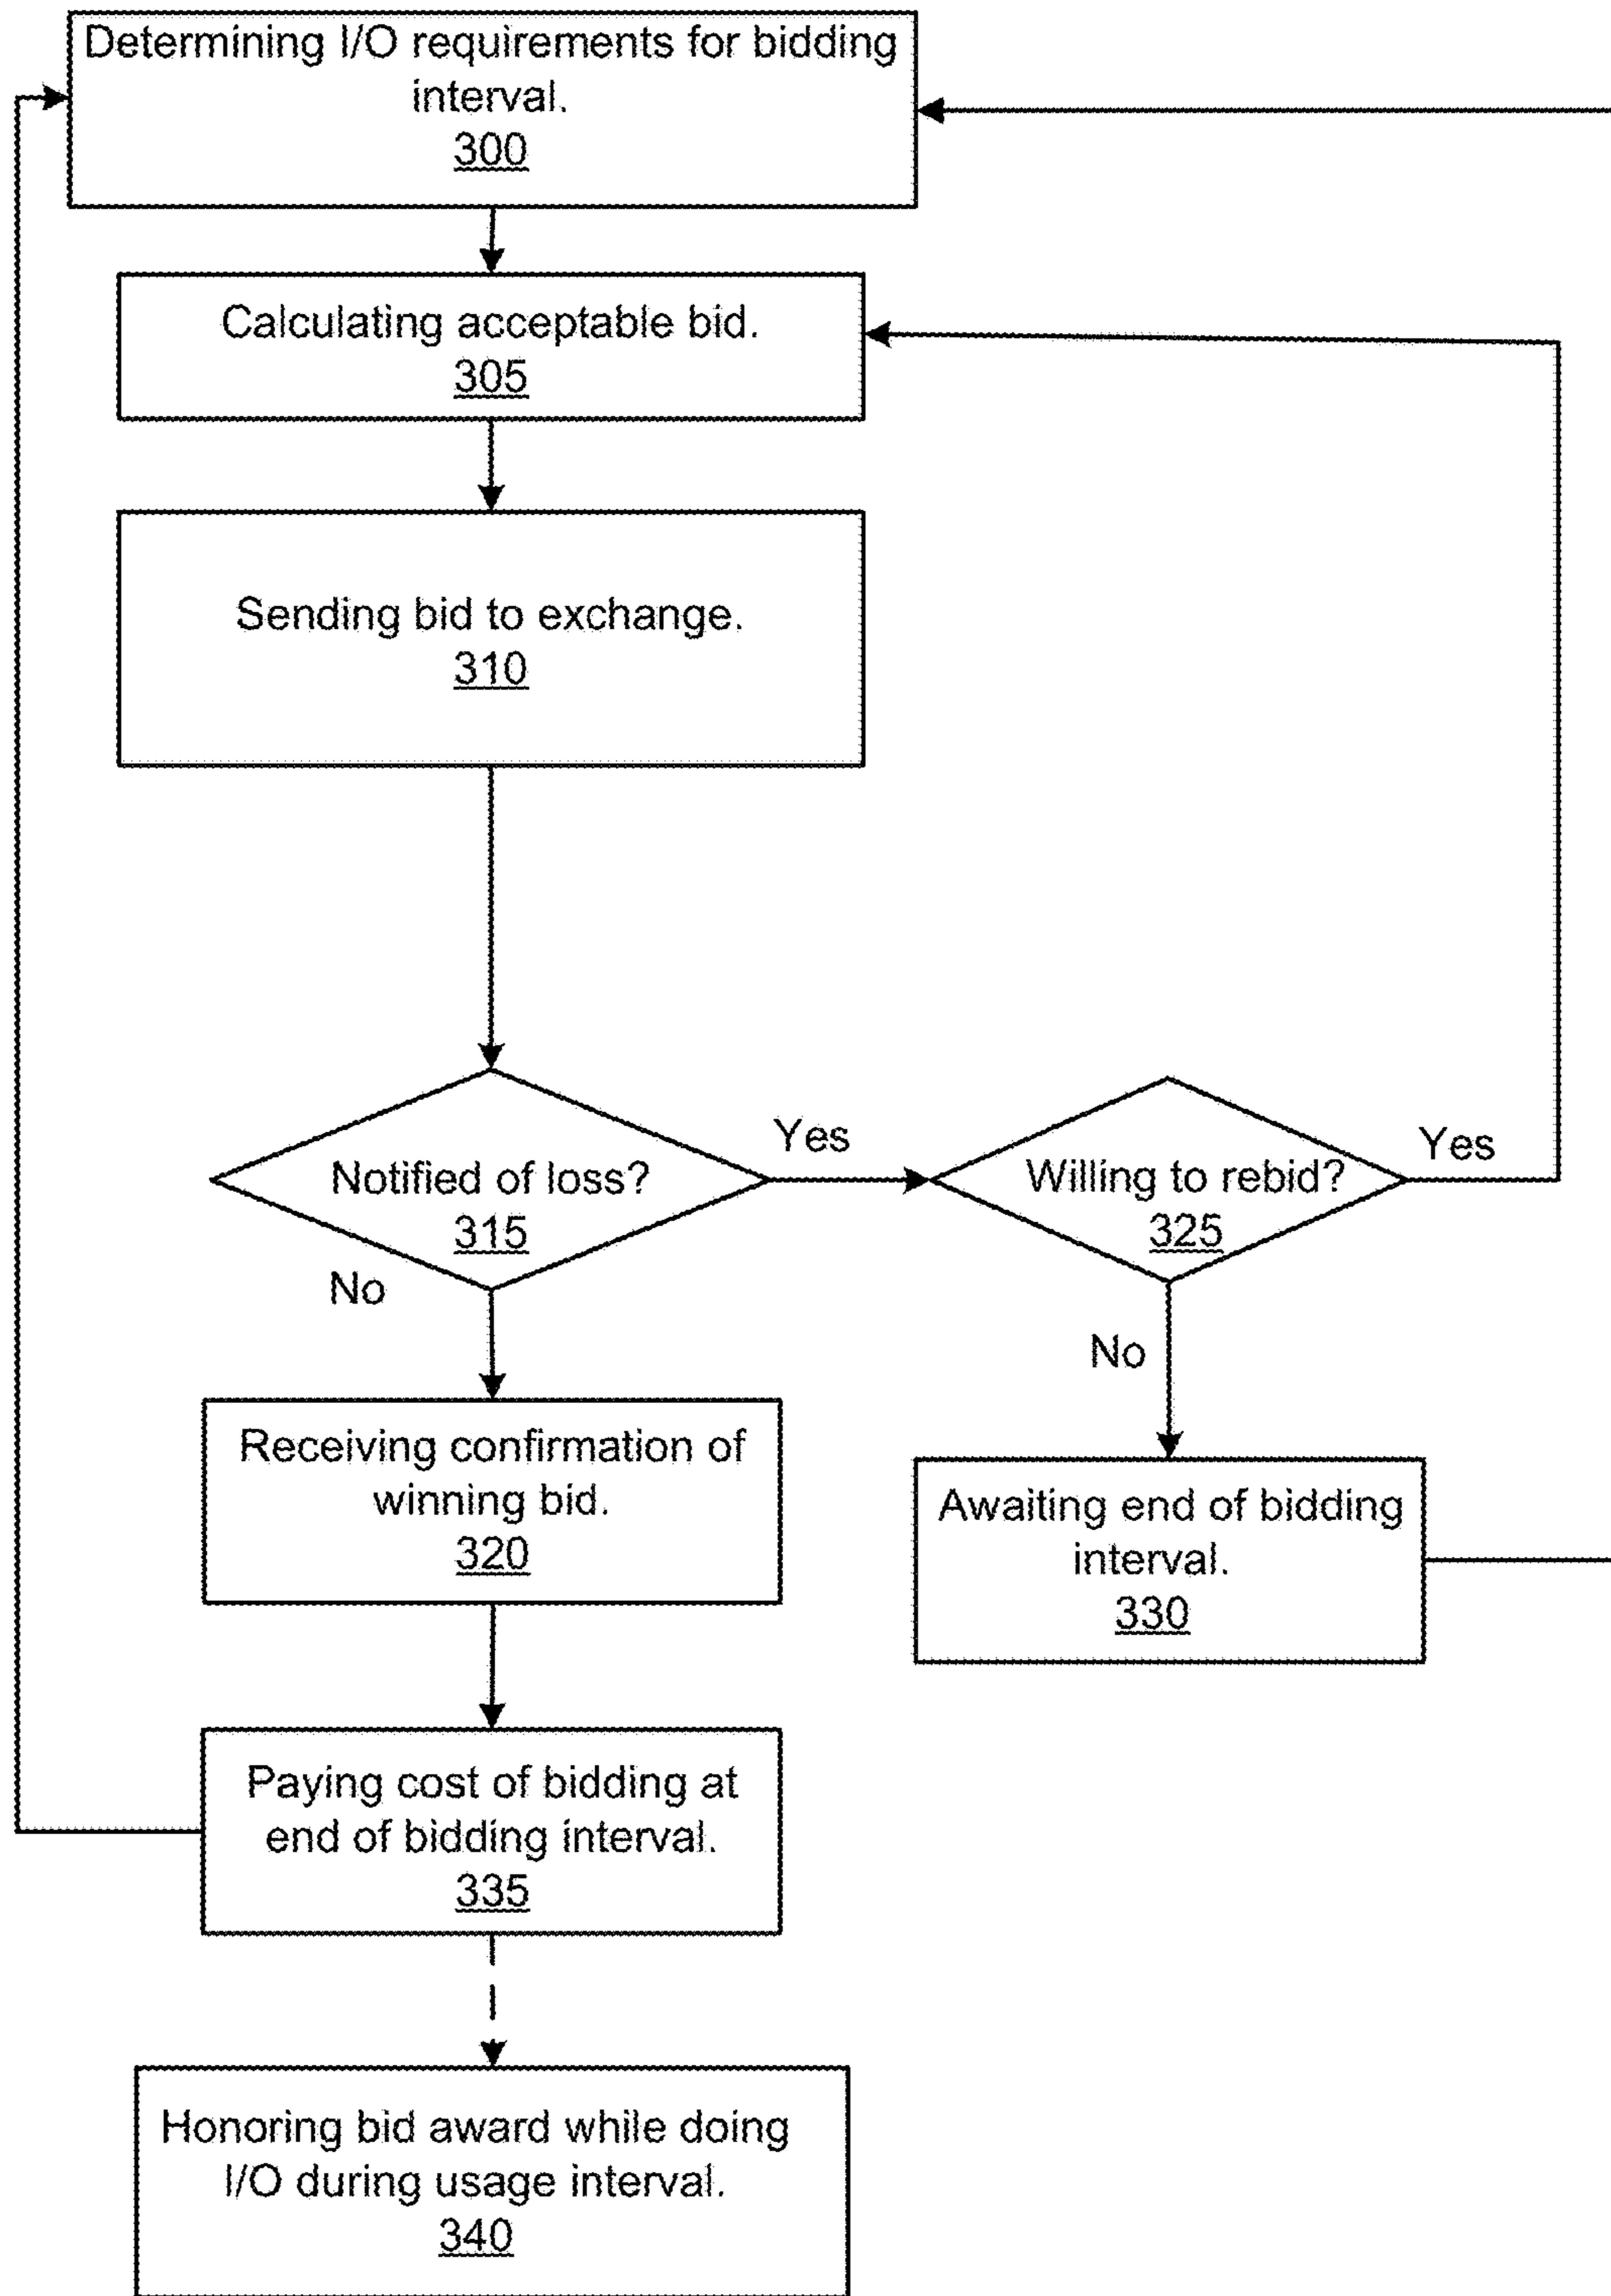 Determining I/O requirements for bidding
interval.
300
Calculating acceptable bid.
305
Sending bid to exchange.
310
Yes
Yes
Notified of loss?
315
Willing to rebid?
325
No
No
Receiving confirmation of
winning bid.
320
Awaiting end of bidding
interval.
330
Paying cost of bidding at
end of bidding interval.
335
Honoring bid award while doing
I/O during usage interval.
340